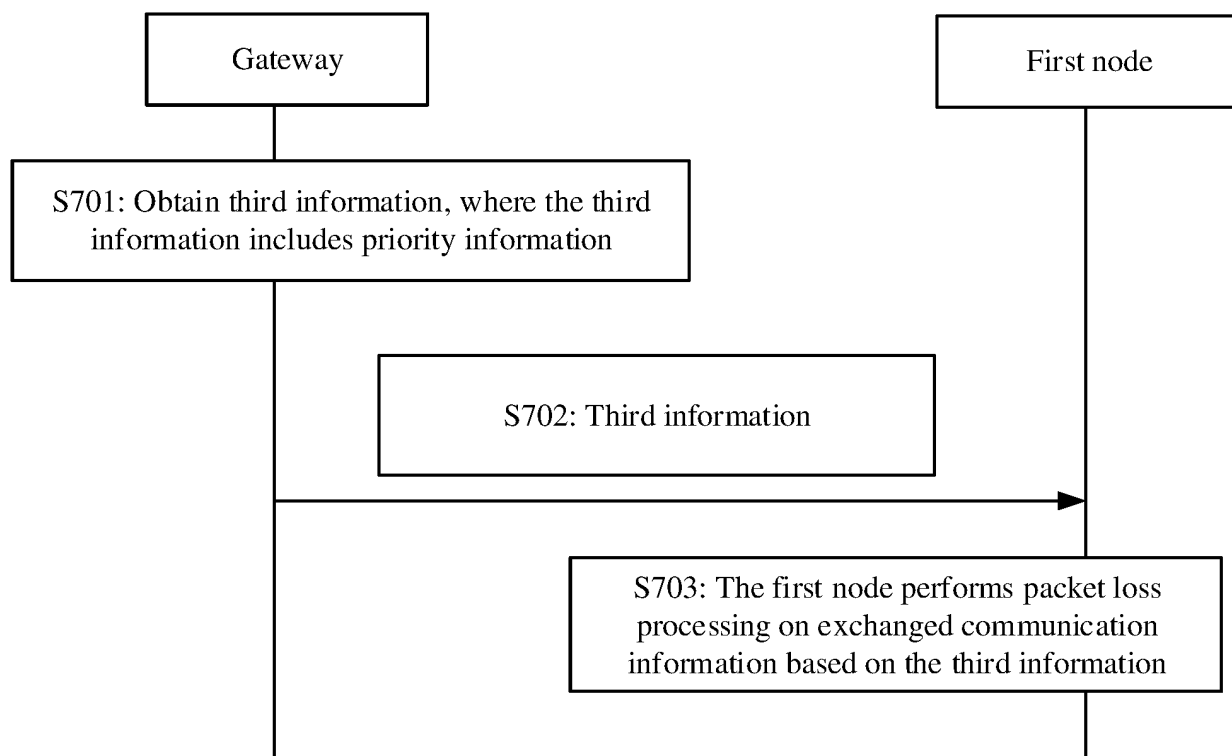 Gateway
First node
S701: Obtain third information, where the third
information includes priority information
S702: Third information
S703: The first node performs packet loss
processing on exchanged communication
information based on the third information